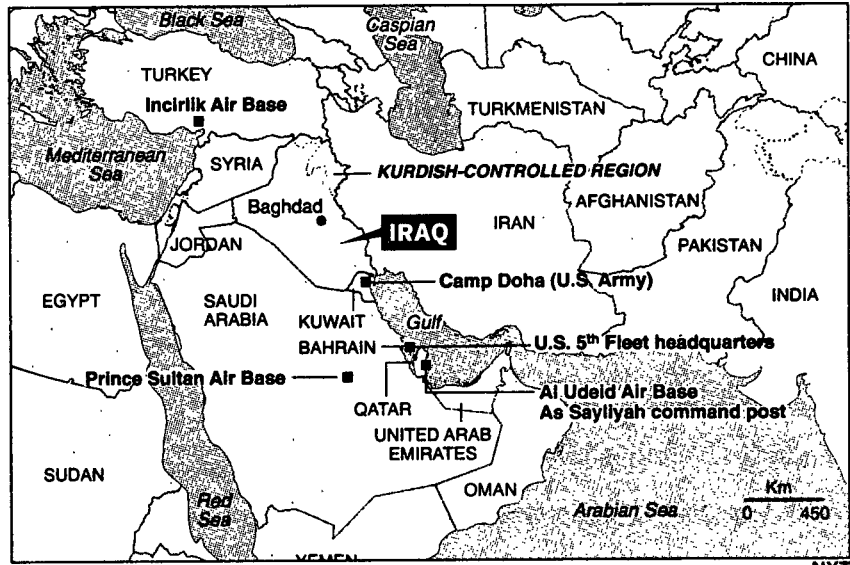 Black Sea
Caspian
Sea
CHINA
TURKEY
Incirlik Air Base
TURKMENISTAN
Mediterranean
Sea
SYRIA
KURDISH-CONTROLLED REGION
AFGHANISTAN
Baghdad
IRAQ
IRAN
JORDAN
PAKISTAN
Camp Doha (U.S. Army)
EGYPT
SAUDI
ARABIA
INDIA
KUWAIT
Gulf
BAHRAIN
U.S. 5th Fleet headquarters
Prince Sultan Air Base
Al Udeid Air Base
As Sayliyah command post
QATAR
UNITED ARAB
EMIRATES
SUDAN
OMAN
Km
0 450
Red
Sea
Arabian Sea
YEMEN
NYT